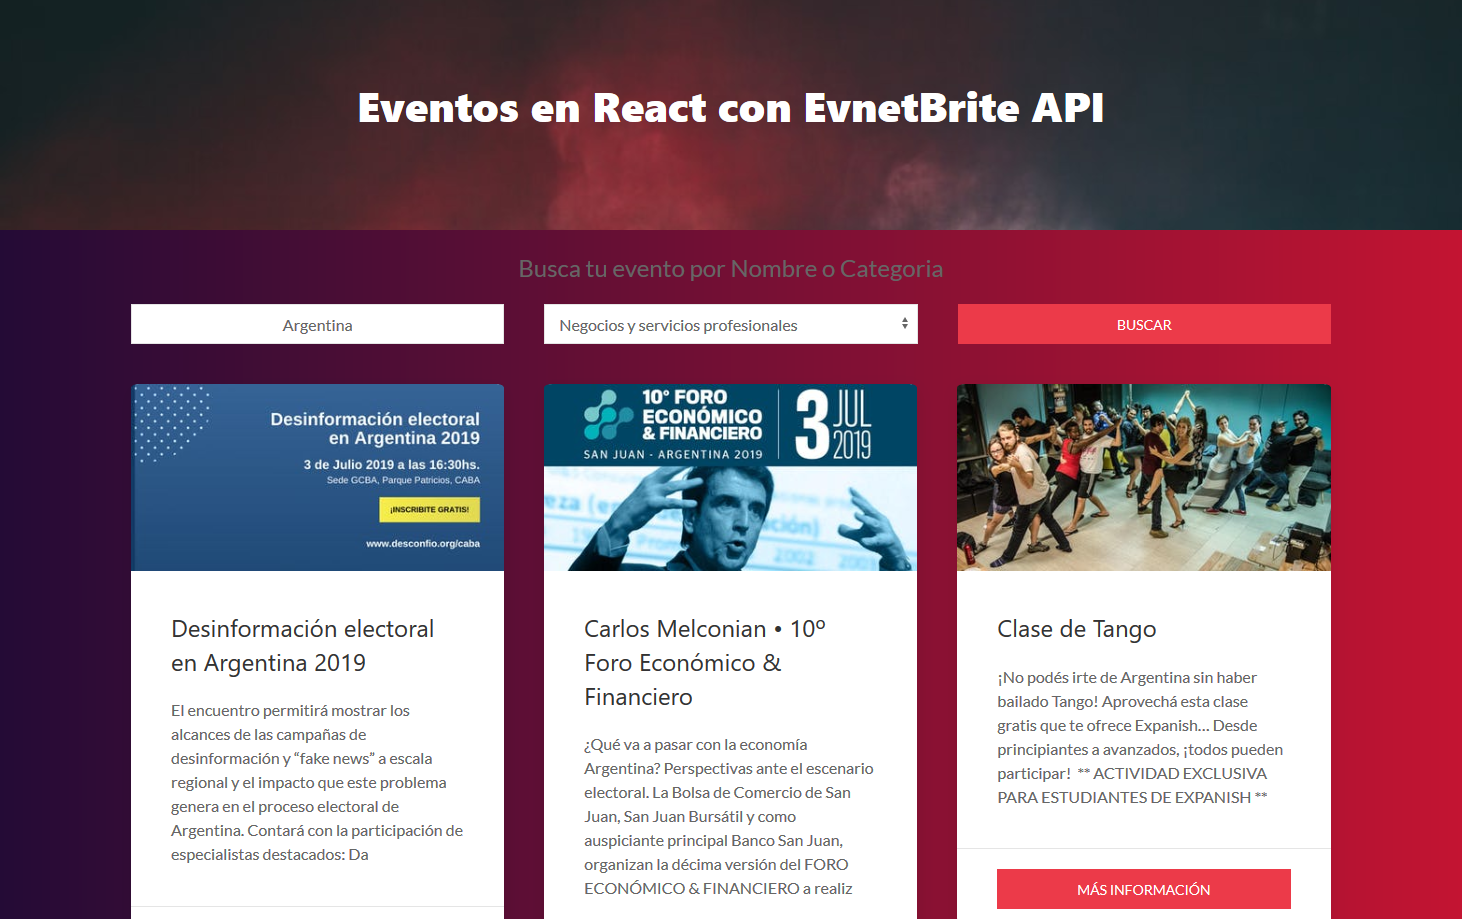 Eventos en React con EvnetBrite API
Busca tu evento por Nombre o Categoria
Argentina
Negocios y servicios profesionales
BUSCAR
Desinformación electoral
en Argentina 2019
3 de Julio 2019 a las 16:30hs.
Sede GCBA, Parque Patricios, CABA
¡INSCRIBITE GRATIS!
www.desconfio.org/caba
Desinformación electoral
en Argentina 2019
El encuentro permitirá mostrar los
alcances de las campañas de
desinformación y “fake news” a escala
regional y el impacto que este problema
genera en el proceso electoral de
Argentina. Contará con la participación de
especialistas destacados: Da
10° FORO
ECONÓMICO
& FINANCIERO
SAN JUAN - ARGENTINA 2019
3 JUL
2019
2002
2003
Carlos Melconian • 10º
Foro Económico &
Financiero
¿Qué va a pasar con la economía
Argentina? Perspectivas ante el escenario
electoral. La Bolsa de Comercio de San
Juan, San Juan Bursátil y como
auspiciante principal Banco San Juan,
organizan la décima versión del FORO
ECONÓMICO & FINANCIERO a realiz
Clase de Tango
¡No podés irte de Argentina sin haber
bailado Tango! Aprovechá esta clase
gratis que te ofrece Expanish... Desde
principiantes a avanzados, ¡todos pueden
participar!  ** ACTIVIDAD EXCLUSIVA
PARA ESTUDIANTES DE EXPANISH **
MÁS INFORMACIÓN